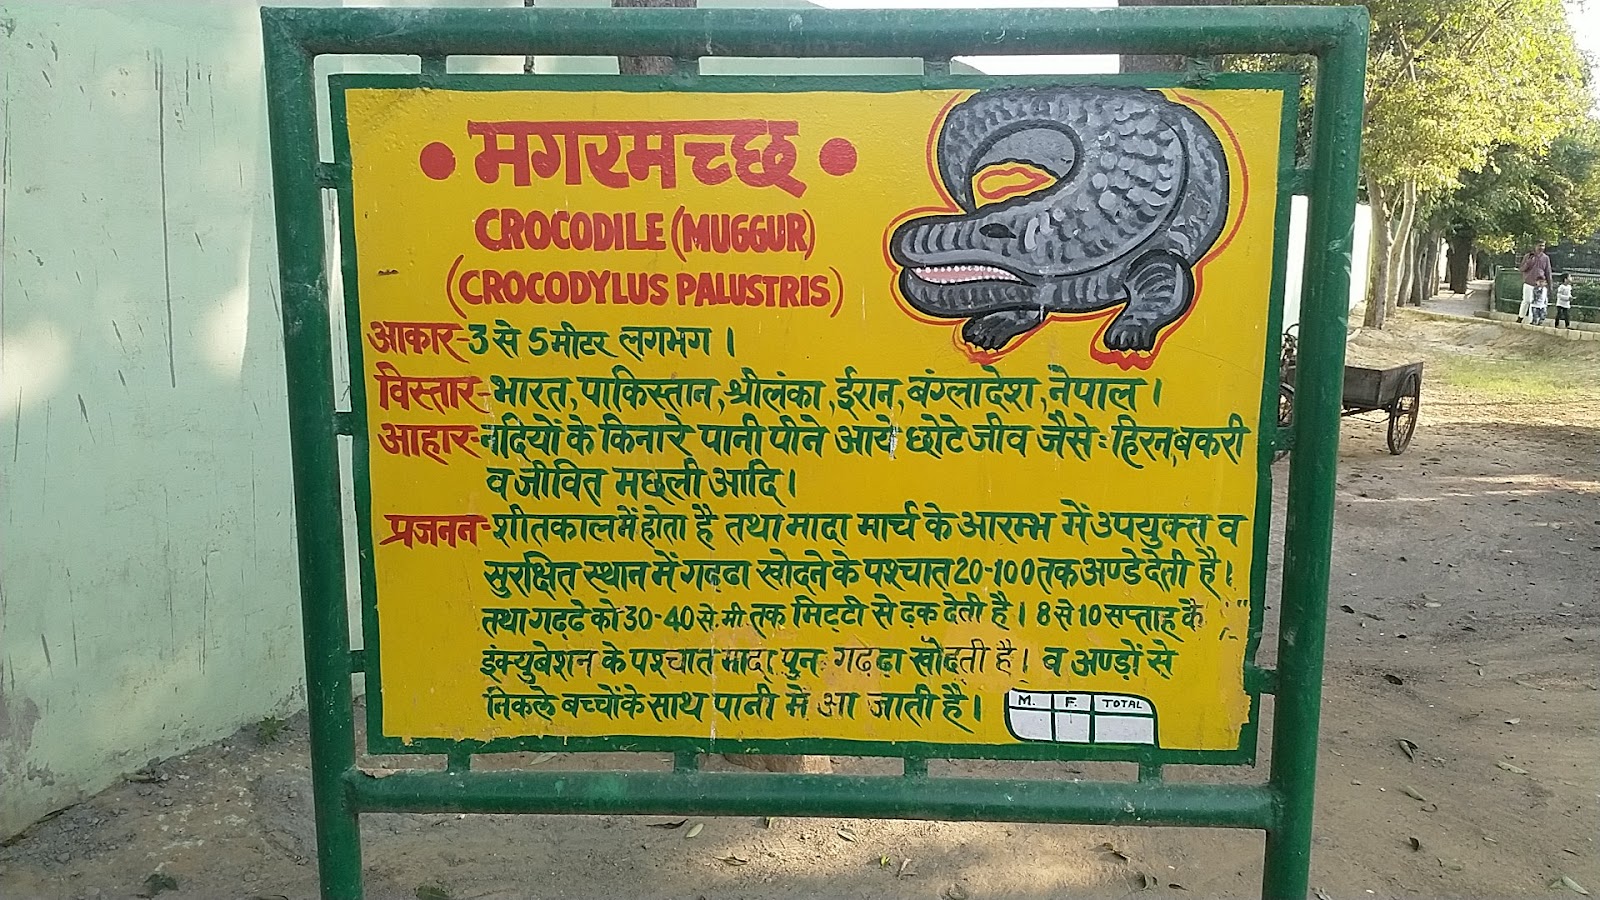 • मगरमच्छ •
CROCODILE (MUGGUR)
(CROCODYLUS PALUSTRIS)
आकार-3 से 5 मीटर लगभग ।
विस्तार-भारत, पाकिस्तान, श्रीलंका, ईरान, बंग्लादेश, नेपाल ।
आहार-नदियों के किनारे पानी पीने आये छोटे जीव जैसे: हिरन, बकरी
व जीवित मछली आदि ।
प्रजनन-शीतकाल में होता है तथा मादा मार्च के आरम्भ में उपयुक्त व
सुरक्षित स्थान में गढ्ढा खोदने के पश्चात 20-100 तक अण्डे देती है ।
तथा गढ्ढे को 30-40 से.मी तक मिट्टी से ढक देती है । 8 से 10 सप्ताह के
इंक्युबेशन के पश्चात मादा पुनः गढ्ढा खोदती है । व अण्डों से
निकले बच्चों के साथ पानी में आ जाती है ।
M. F. TOTAL